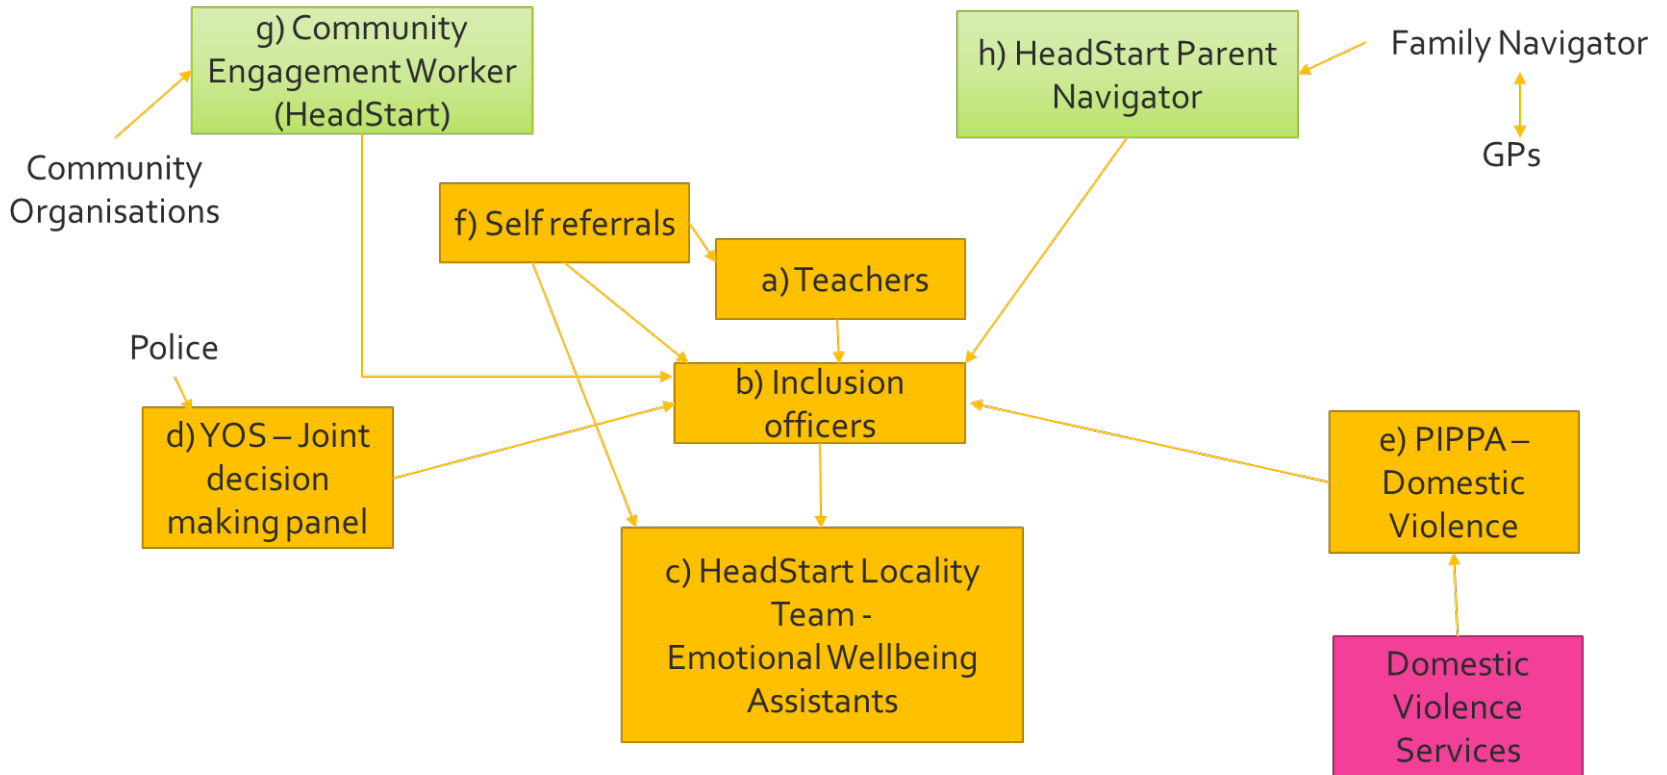 g) Community
Engagement Worker
(HeadStart)
h) HeadStart Parent
Navigator
Family Navigator
GPs
Community
Organisations
f) Self referrals
a) Teachers
Police
b) Inclusion
officers
d) YOS – Joint
decision
making panel
e) PIPPA –
Domestic
Violence
c) HeadStart Locality
Team -
Emotional Wellbeing
Assistants
Domestic
Violence
Services